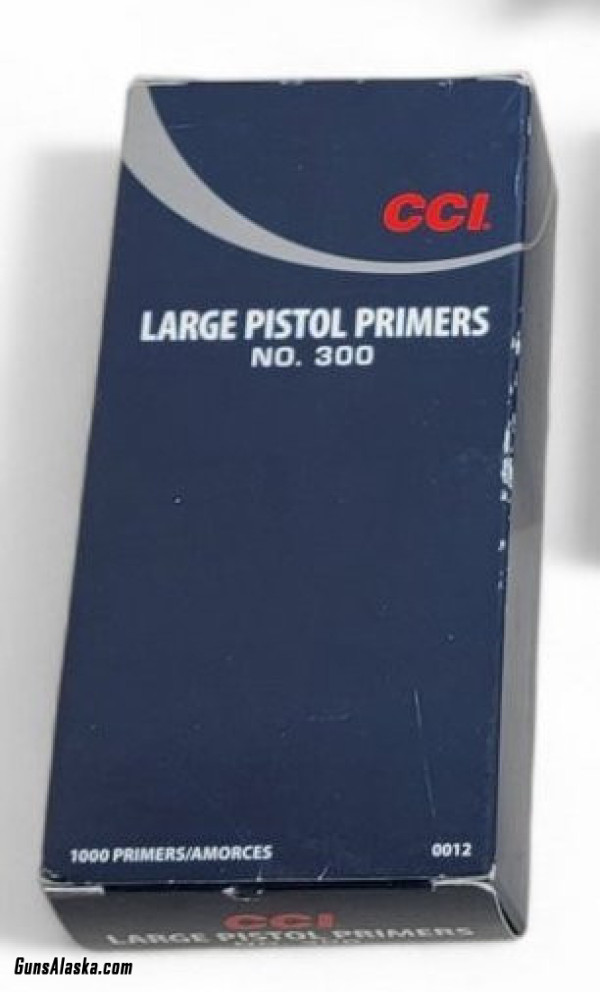 CCI
LARGE PISTOL PRIMERS
NO. 300
1000 PRIMERS/AMORCES 0012
CCI
LARGE PISTOL PRIMERS
GunsAlaska.com